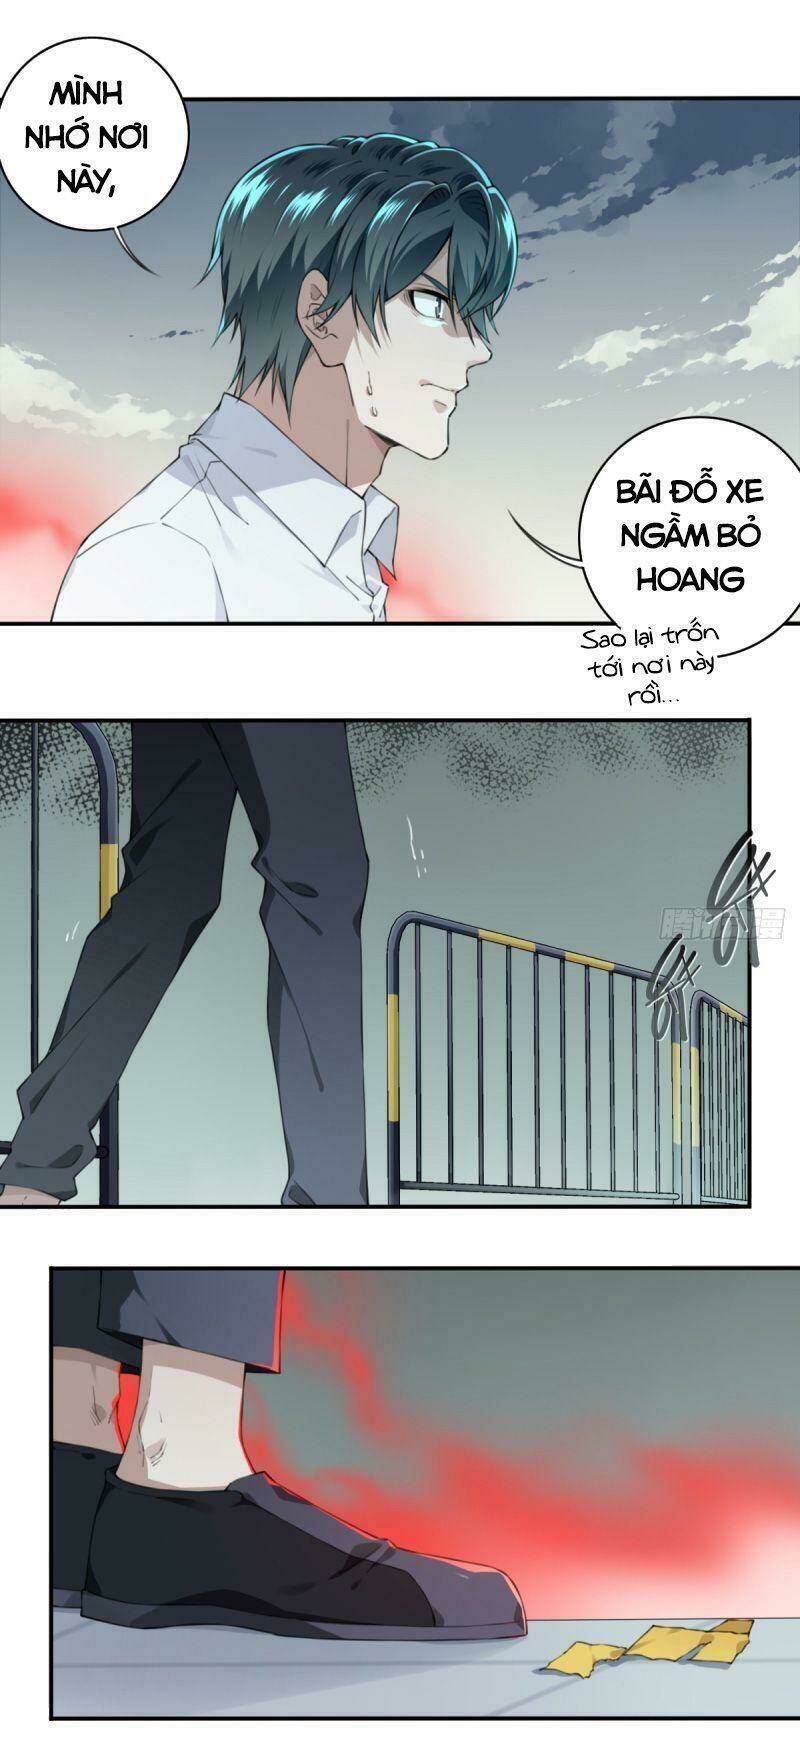 MÌNH
NHỚ NƠI
NÀY,
BÃI ĐỖ XE
NGẦM BỎ
HOANG
Sao lại trốn
tới nơi này
rồi...